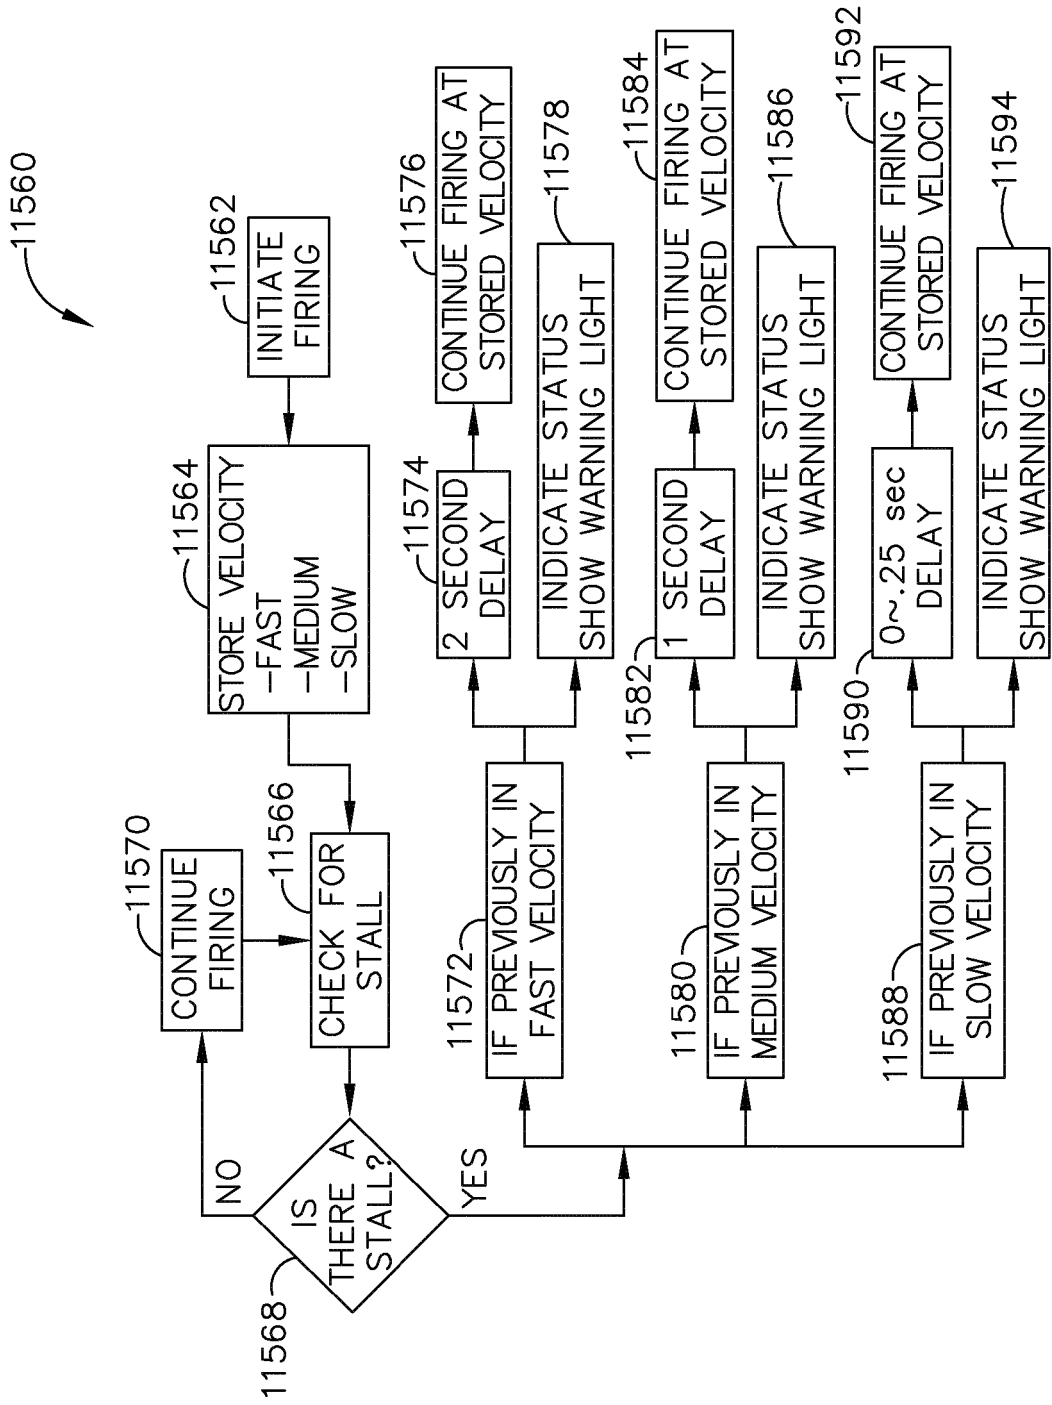 11560
11562
INITIATE
FIRING
11564
STORE VELOCITY
-FAST
-MEDIUM
-SLOW
11566
CHECK FOR
STALL
11570
CONTINUE
FIRING
11568
IS
THERE A
STALL?
NO
YES
11572
IF PREVIOUSLY IN
FAST VELOCITY
11574
2 SECOND
DELAY
11576
CONTINUE FIRING AT
STORED VELOCITY
11578
INDICATE STATUS
SHOW WARNING LIGHT
11580
IF PREVIOUSLY IN
MEDIUM VELOCITY
11582
1 SECOND
DELAY
11584
CONTINUE FIRING AT
STORED VELOCITY
11586
INDICATE STATUS
SHOW WARNING LIGHT
11588
IF PREVIOUSLY IN
SLOW VELOCITY
11590
0~.25 sec
DELAY
11592
CONTINUE FIRING AT
STORED VELOCITY
11594
INDICATE STATUS
SHOW WARNING LIGHT